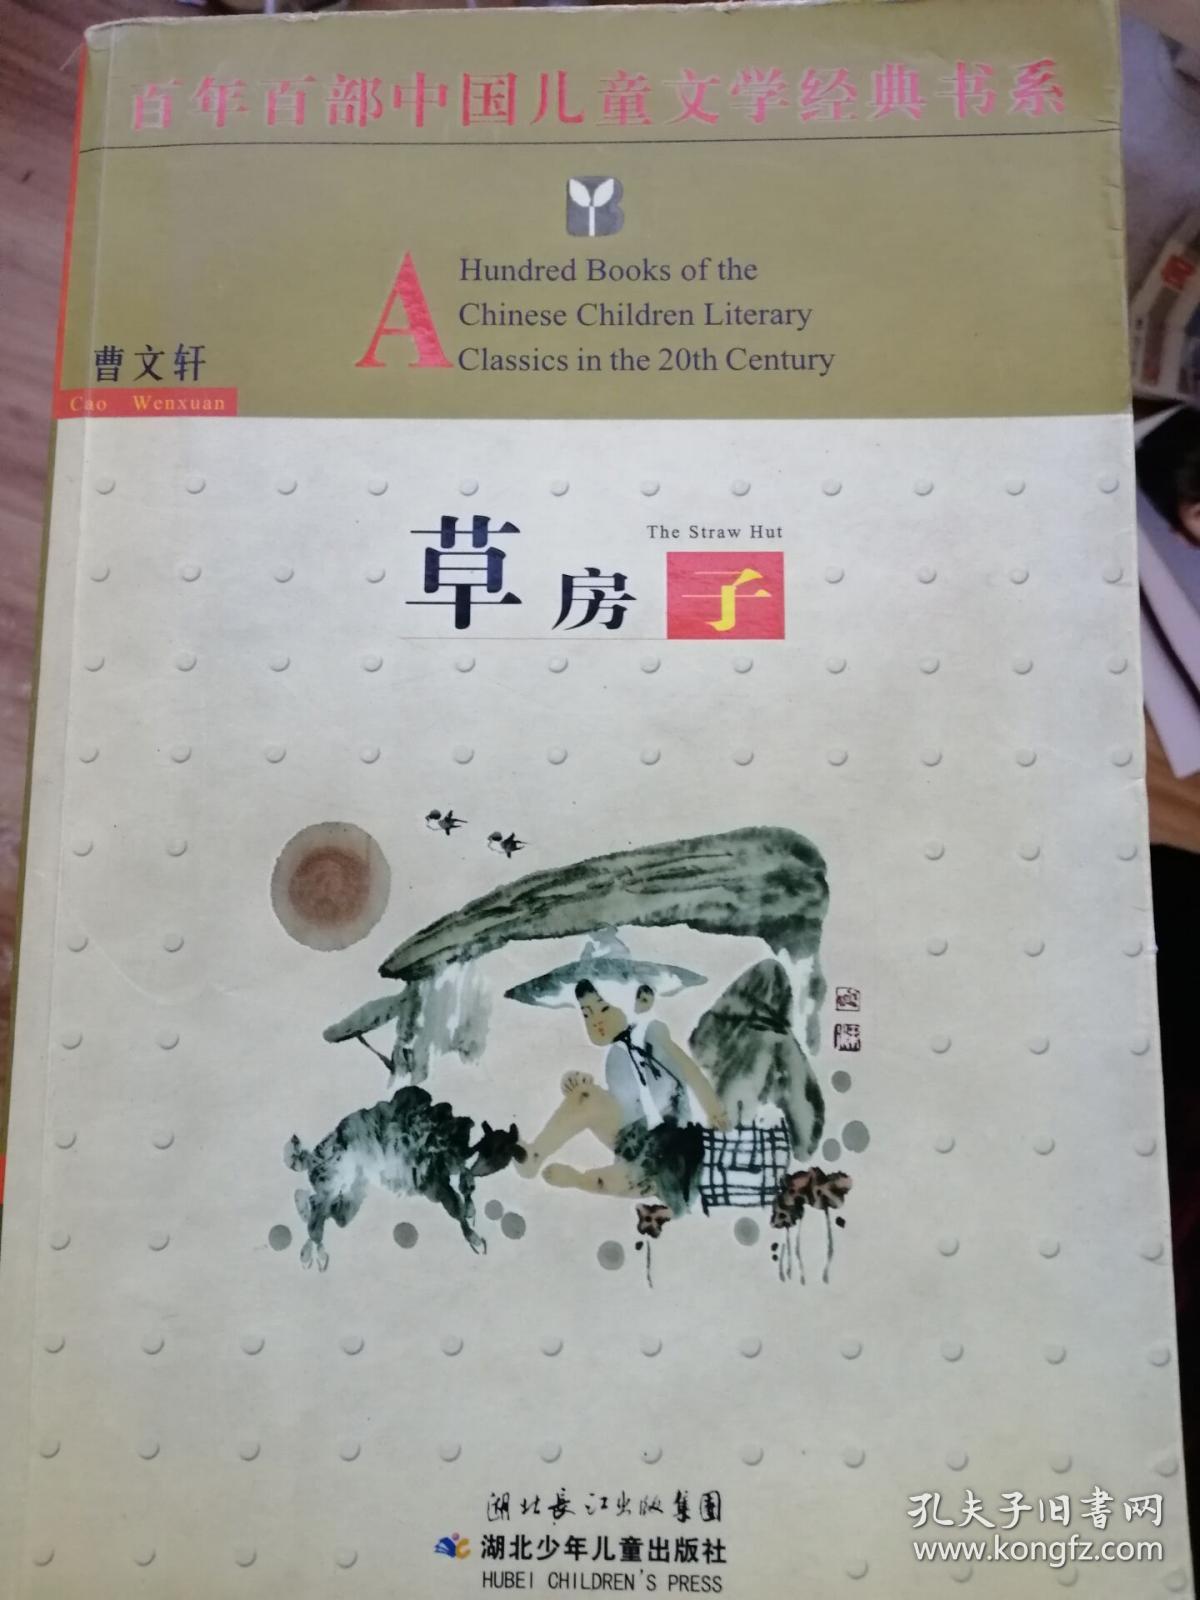 百年百部中国儿童文学经典书系
A Hundred Books of the
Chinese Children Literary
Classics in the 20th Century
曹文轩
Cao Wenxuan
The Straw Hut
草房子
湖北長江出版集團
湖北少年儿童出版社
HUBEI CHILDREN'S PRESS
孔夫子旧书网
www.kongfz.com